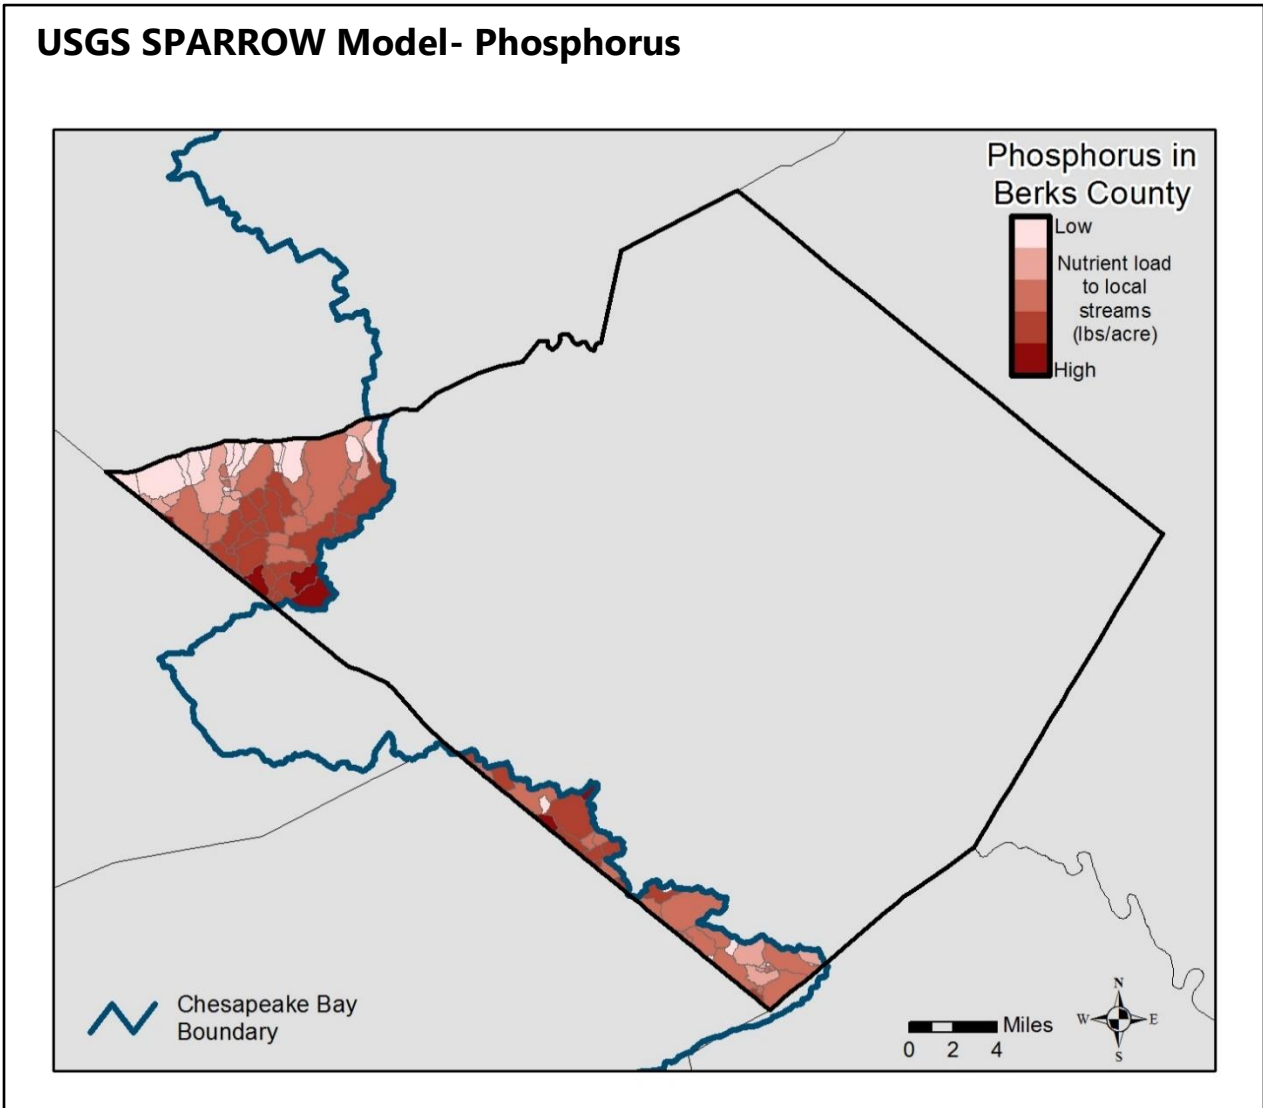 USGS SPARROW Model- Phosphorus
Phosphorus in
Berks County
Low
Nutrient load
to local
streams
(lbs/acre)
High
Chesapeake Bay
Boundary
Miles
0 2 4
N
W E
S